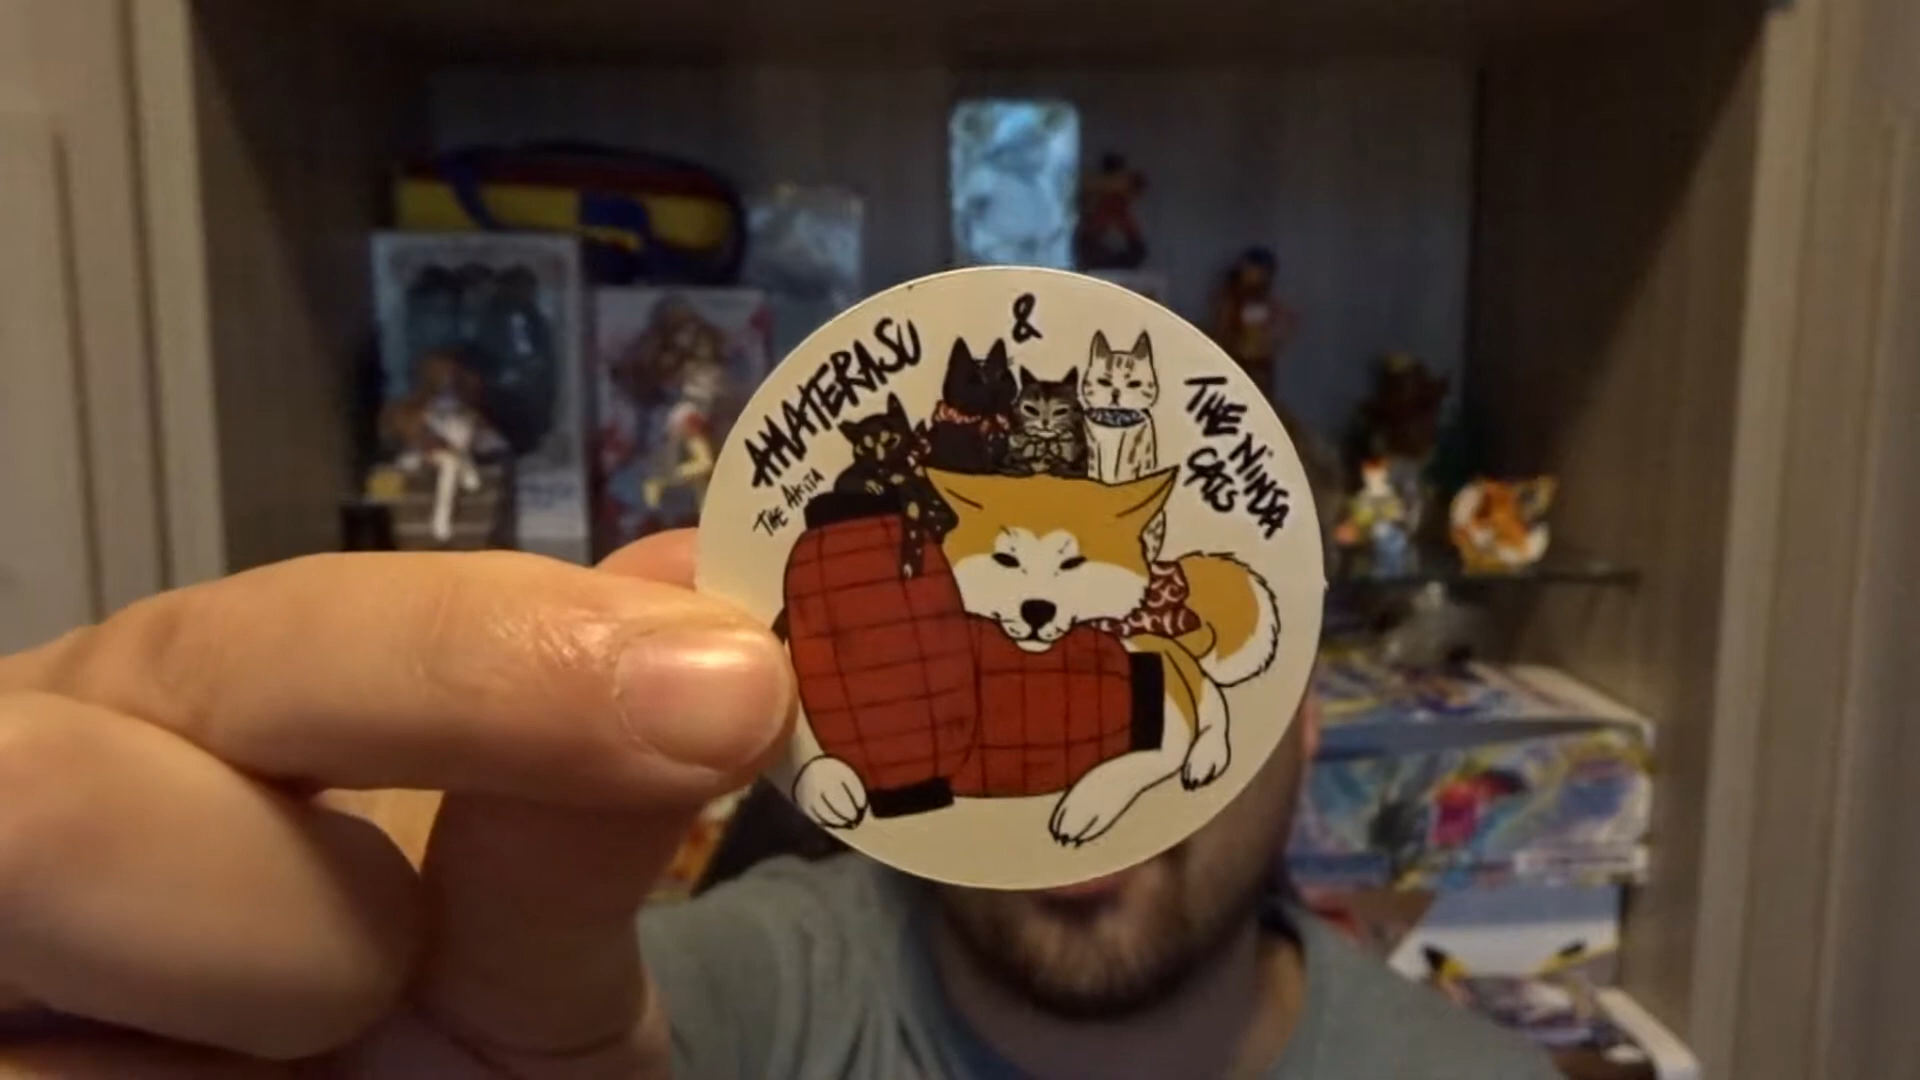 AMATERASU
THE AKITA
&
THE NINJA
CATS